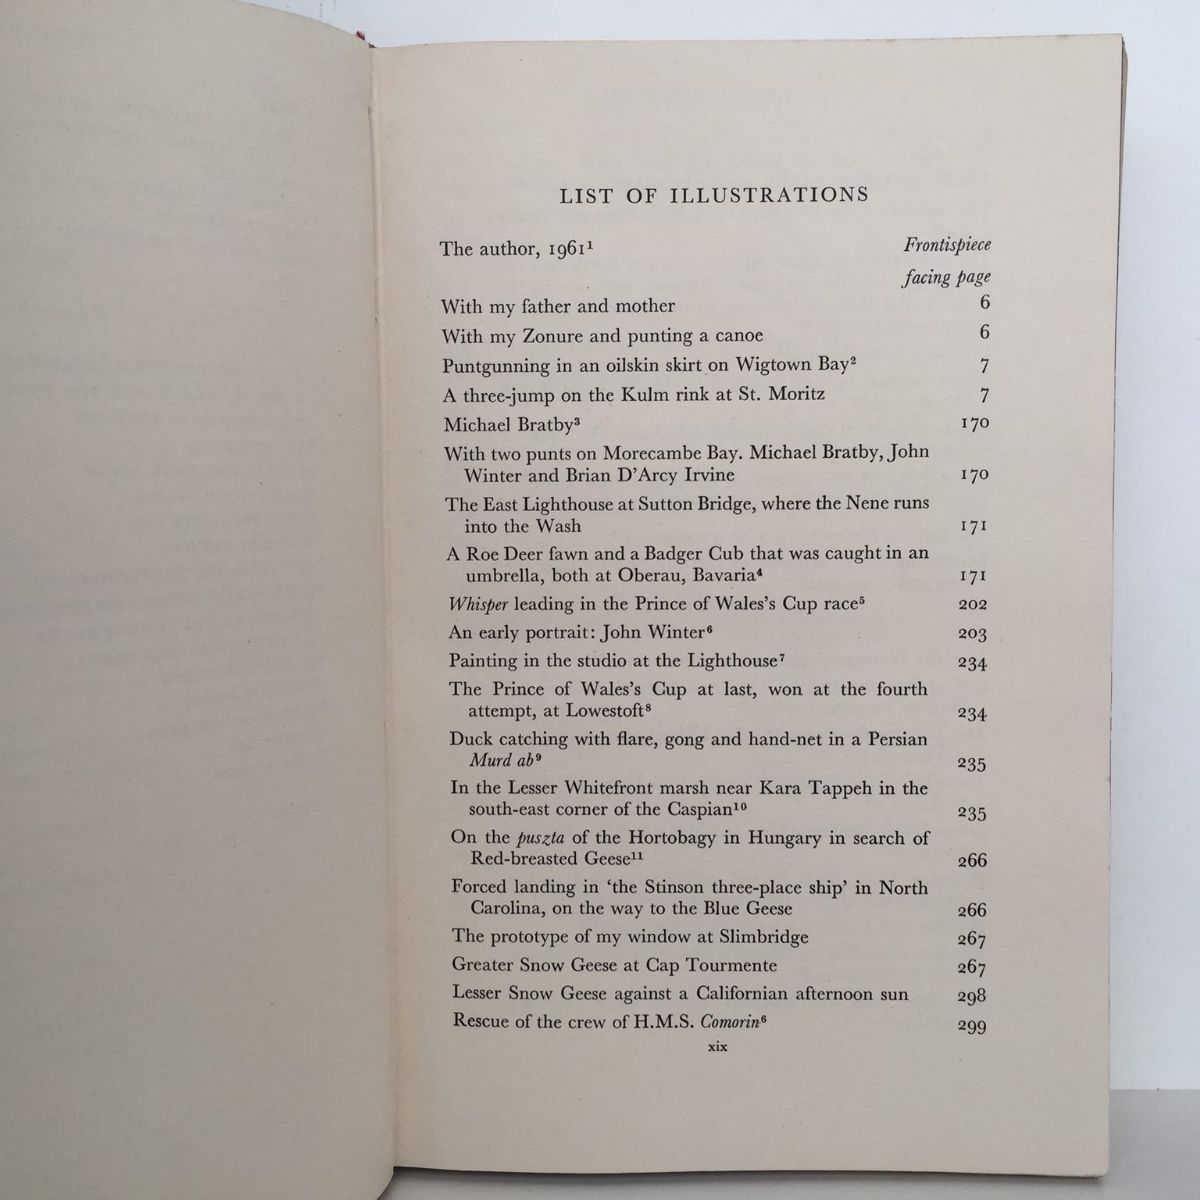 LIST OF ILLUSTRATIONS
The author, 1961¹ Frontispiece
facing page
With my father and mother 6
With my Zonure and punting a canoe 6
Puntgunning in an oilskin skirt on Wigtown Bay² 7
A three-jump on the Kulm rink at St. Moritz 7
Michael Bratby³ 170
With two punts on Morecambe Bay. Michael Bratby, John
Winter and Brian D'Arcy Irvine 170
The East Lighthouse at Sutton Bridge, where the Nene runs
into the Wash 171
A Roe Deer fawn and a Badger Cub that was caught in an
umbrella, both at Oberau, Bavaria⁴ 171
Whisper leading in the Prince of Wales's Cup race⁵ 202
An early portrait: John Winter⁶ 203
Painting in the studio at the Lighthouse⁷ 234
The Prince of Wales's Cup at last, won at the fourth
attempt, at Lowestoft⁸ 234
Duck catching with flare, gong and hand-net in a Persian
Murd ab⁹ 235
In the Lesser Whitefront marsh near Kara Tappeh in the
south-east corner of the Caspian¹⁰ 235
On the puszta of the Hortobagy in Hungary in search of
Red-breasted Geese¹¹ 266
Forced landing in 'the Stinson three-place ship' in North
Carolina, on the way to the Blue Geese 266
The prototype of my window at Slimbridge 267
Greater Snow Geese at Cap Tourmente 267
Lesser Snow Geese against a Californian afternoon sun 298
Rescue of the crew of H.M.S. Comorin⁶ 299
xix